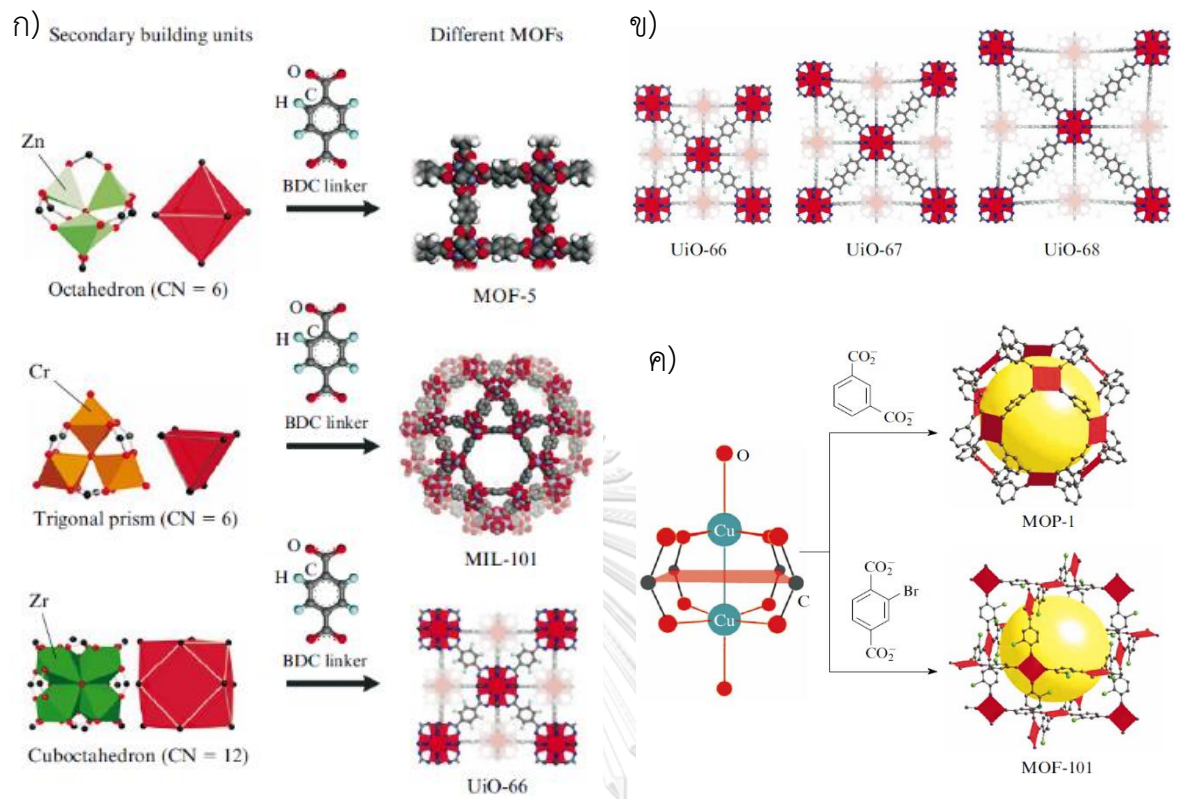 ก)
Secondary building units
Different MOFs
O
H
C
BDC linker
Zn
Octahedron (CN = 6)
MOF-5
O
H
C
BDC linker
Cr
Trigonal prism (CN = 6)
MIL-101
O
H
C
BDC linker
Zr
Cuboctahedron (CN = 12)
UiO-66
ข)
UiO-66
UiO-67
UiO-68
ค)
O
Cu
Cu
C
CO₂⁻
CO₂⁻
MOP-1
CO₂⁻
Br
CO₂⁻
MOF-101